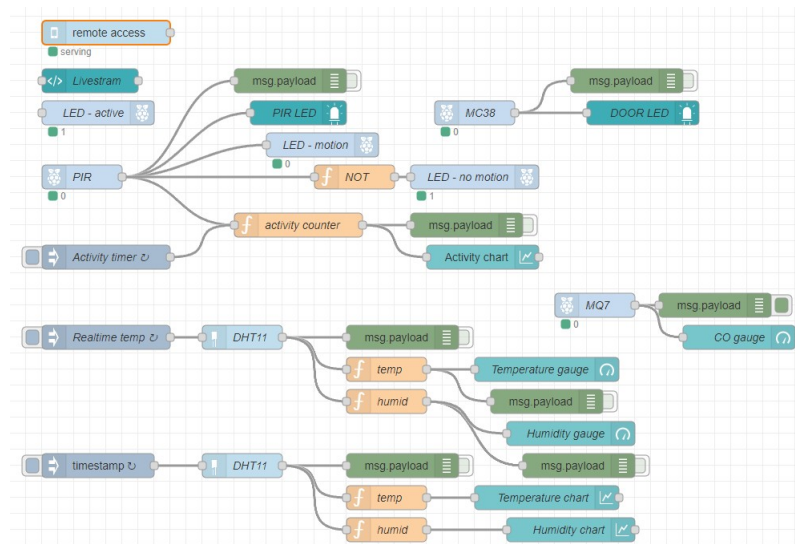 remote access
serving
</> Livestram
msg.payload
msg.payload
LED - active
PIR LED
MC38
DOOR LED
1
0
LED - motion
0
PIR
f NOT
LED - no motion
0
1
f activity counter
msg.payload
Activity timer ↻
Activity chart
MQ7
msg.payload
0
CO gauge
Realtime temp ↻
DHT11
msg.payload
f temp
Temperature gauge
f humid
msg.payload
Humidity gauge
timestamp ↻
DHT11
msg.payload
msg.payload
f temp
Temperature chart
f humid
Humidity chart